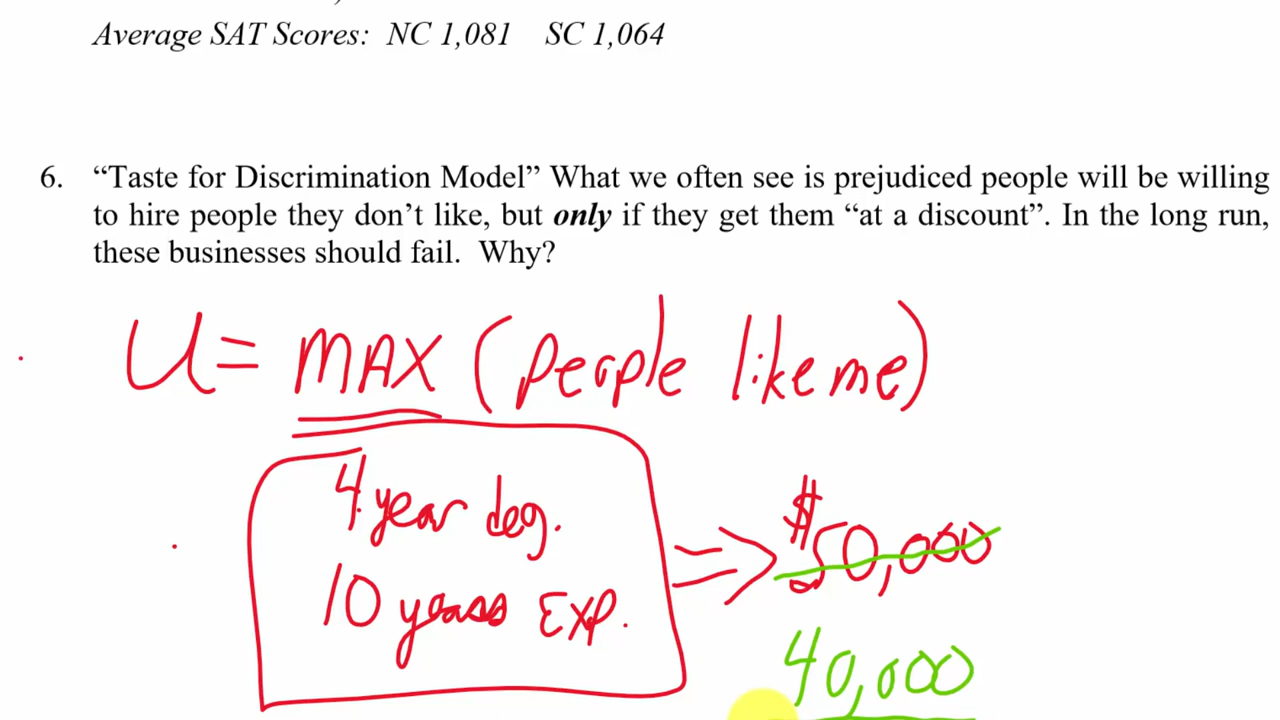 Average SAT Scores: NC 1,081 SC 1,064
6. “Taste for Discrimination Model” What we often see is prejudiced people will be willing
to hire people they don’t like, but only if they get them “at a discount”. In the long run,
these businesses should fail. Why?
U = MAX (people like me)
4 year deg.
$50,000
10 years EXP.
40,000